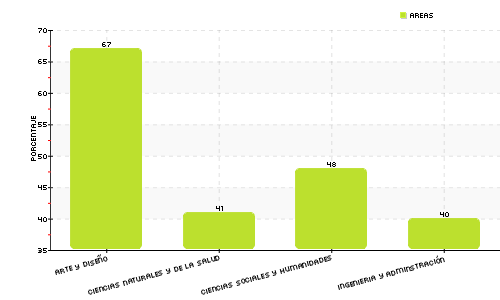 AREAS
70
65
60
55
50
45
40
35
PORCENTAJE
67
41
48
40
ARTE Y DISEÑO
CIENCIAS NATURALES Y DE LA SALUD
CIENCIAS SOCIALES Y HUMANIDADES
INGENIERIA Y ADMINSTRACIÓN